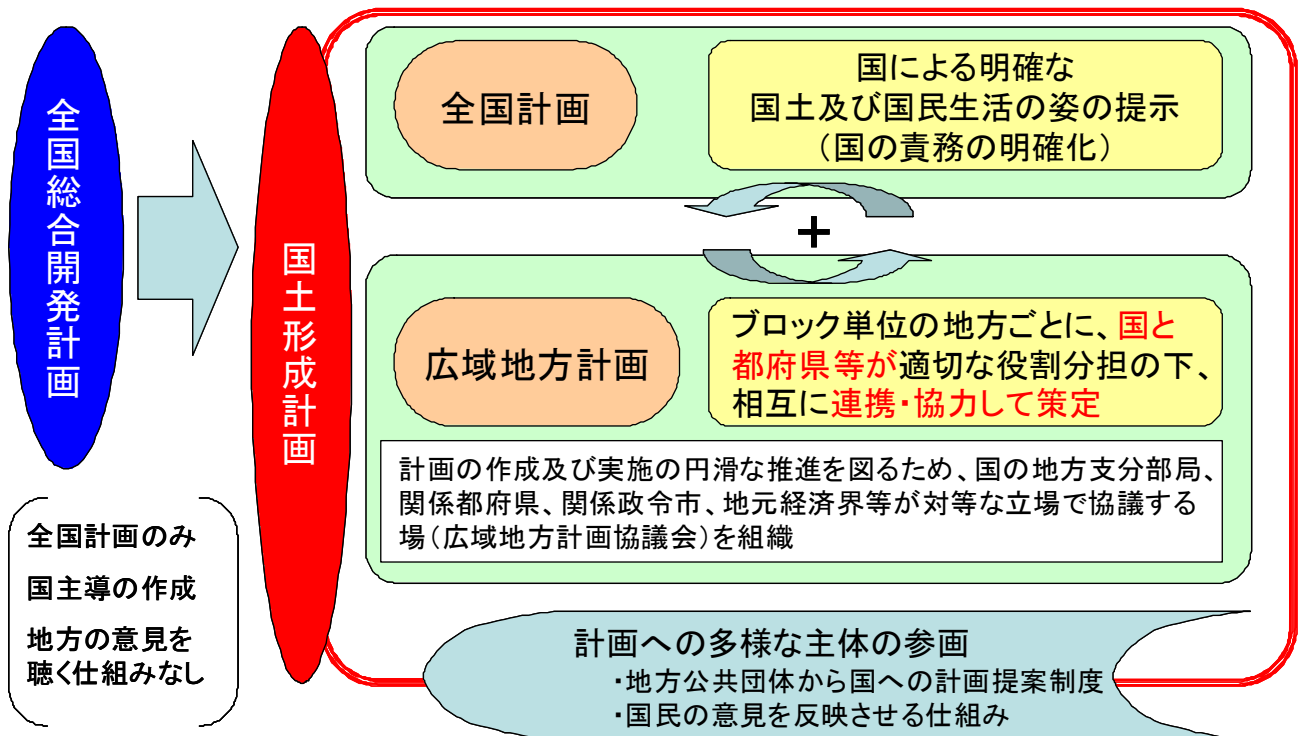 全国総合開発計画
全国計画のみ
国主導の作成
地方の意見を
聴く仕組みなし
国土形成計画
全国計画
国による明確な
国土及び国民生活の姿の提示
（国の責務の明確化）
＋
広域地方計画
ブロック単位の地方ごとに、国と
都府県等が適切な役割分担の下、
相互に連携・協力して策定
計画の作成及び実施の円滑な推進を図るため、国の地方支分部局、
関係都府県、関係政令市、地元経済界等が対等な立場で協議する
場（広域地方計画協議会）を組織
計画への多様な主体の参画
・地方公共団体から国への計画提案制度
・国民の意見を反映させる仕組み